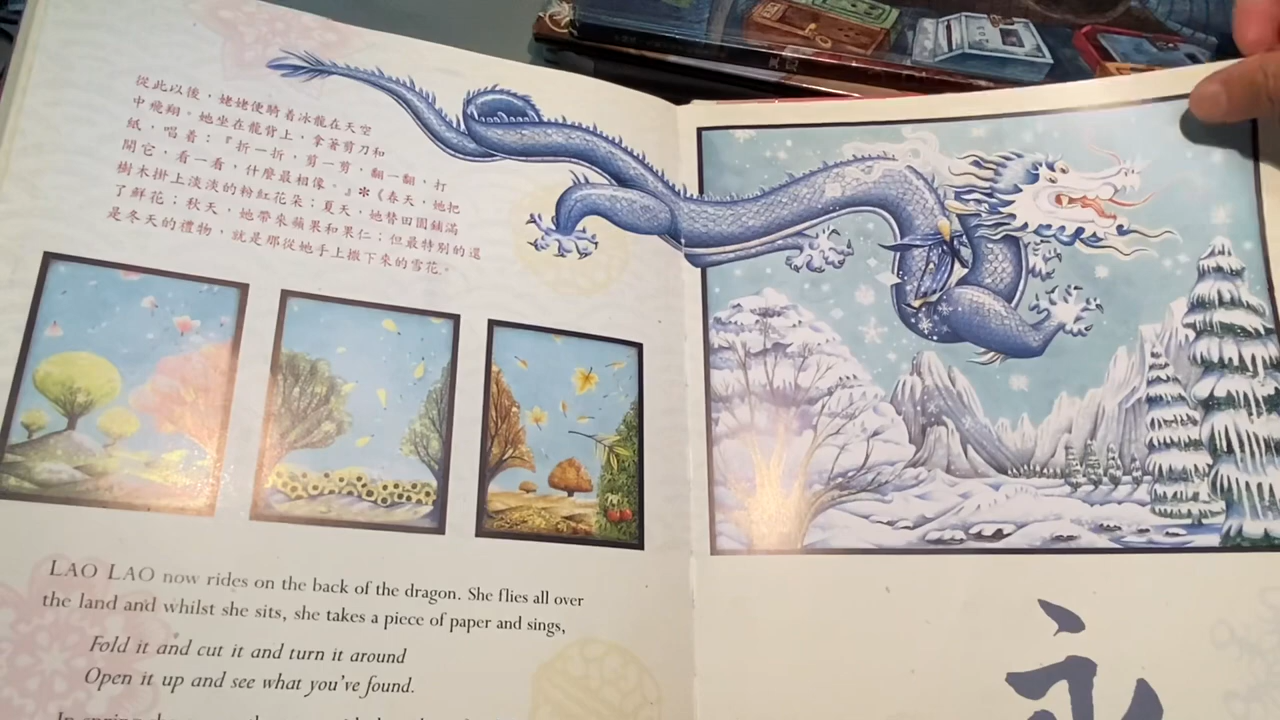 從此以後，姥姥便騎着冰龍在天空
中飛翔。她坐在龍背上，拿著剪刀和
紙，唱着：『折一折，剪一剪，翻一翻，打
開它，看一看，什麼最相像。』✻《春天，她把
樹木掛上淡淡的粉紅花朵；夏天，她替田園鋪滿
了鮮花；秋天，她帶來蘋果和果仁；但最特別的還
是冬天的禮物，就是那從她手上撒下來的雪花。
LAO LAO now rides on the back of the dragon. She flies all over
the land and whilst she sits, she takes a piece of paper and sings,
Fold it and cut it and turn it around
Open it up and see what you've found.
In spring she
永